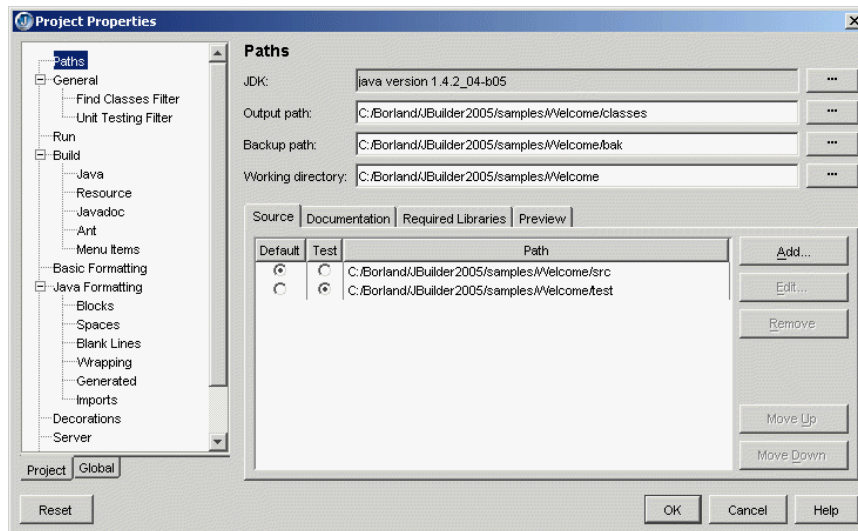 Project Properties
Paths
General
Find Classes Filter
Unit Testing Filter
Run
Build
Java
Resource
Javadoc
Ant
Menu Items
Basic Formatting
Java Formatting
Blocks
Spaces
Blank Lines
Wrapping
Generated
Imports
Decorations
Server
Project Global
Paths
JDK: java version 1.4.2_04-b05 ...
Output path: C:/Borland/JBuilder2005/samples/Welcome/classes ...
Backup path: C:/Borland/JBuilder2005/samples/Welcome/bak ...
Working directory: C:/Borland/JBuilder2005/samples/Welcome ...
Source Documentation Required Libraries Preview
Default Test Path
C:/Borland/JBuilder2005/samples/Welcome/src
C:/Borland/JBuilder2005/samples/Welcome/test
Add...
Edit...
Remove
Move Up
Move Down
Reset OK Cancel Help